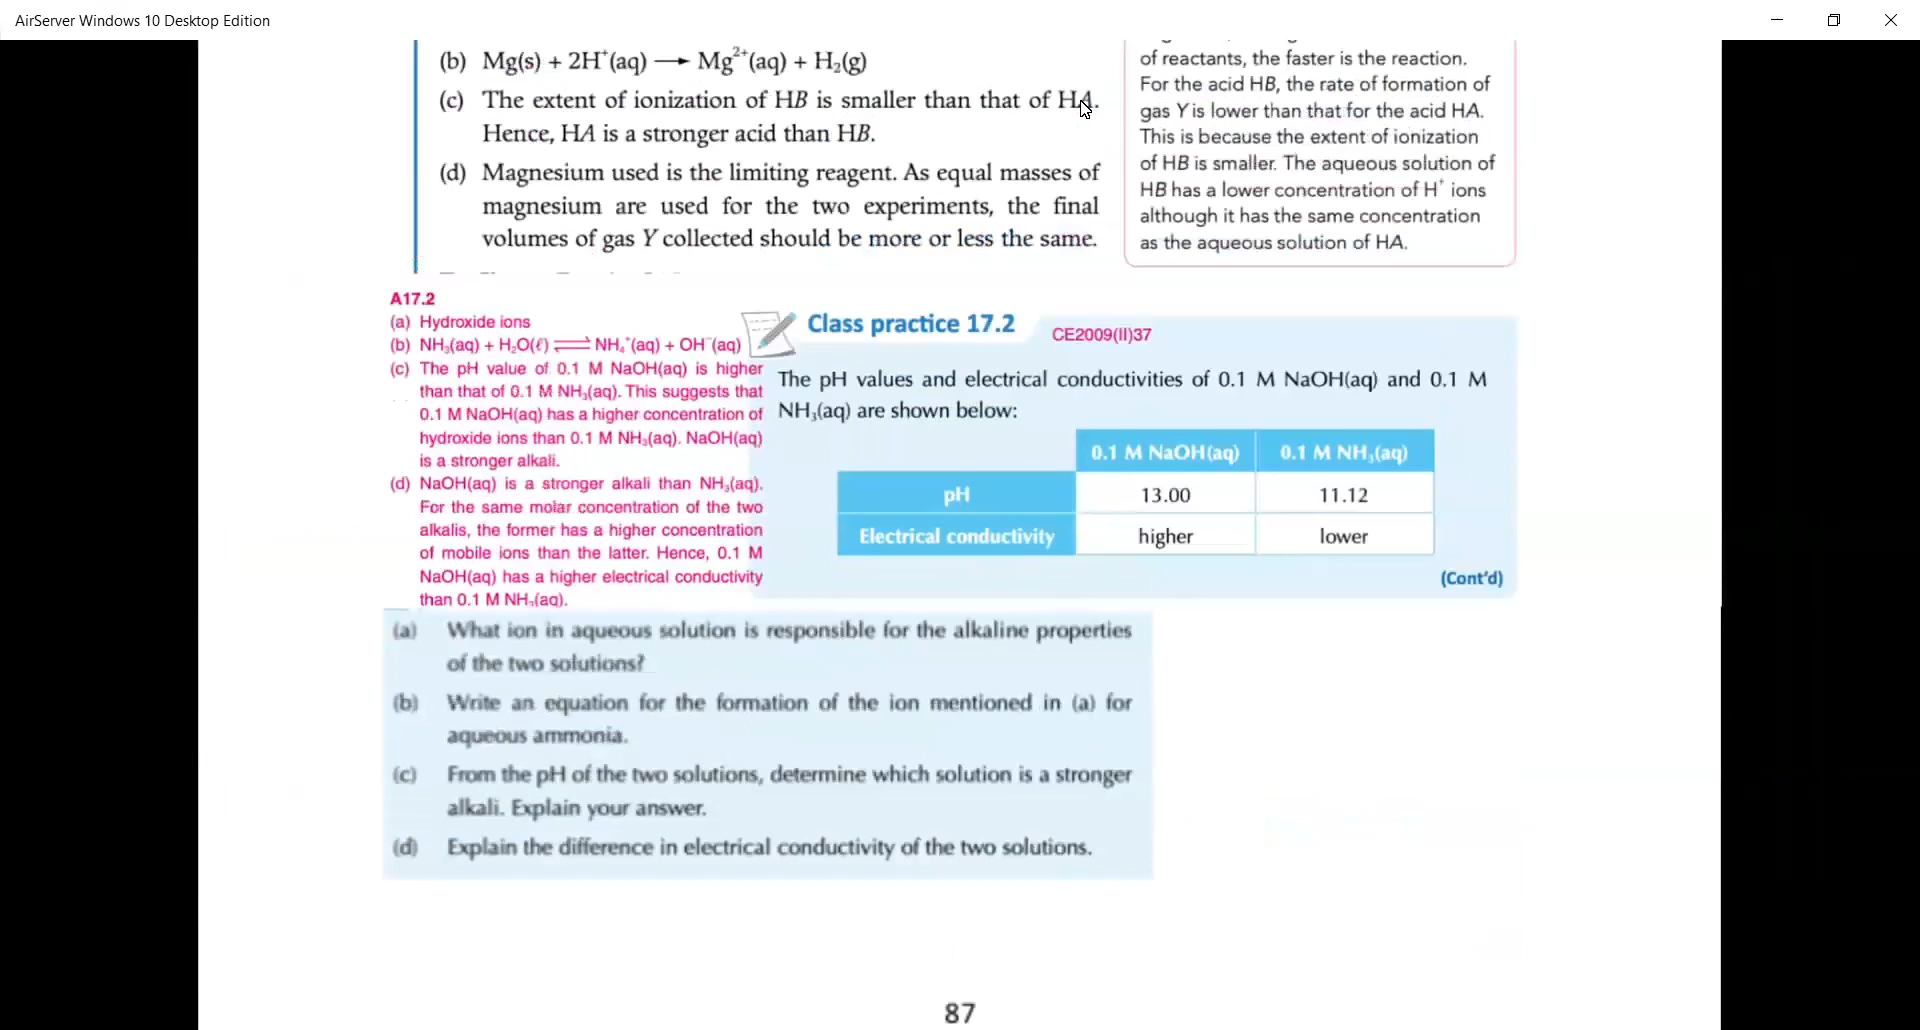 AirServer Windows 10 Desktop Edition
(b) Mg(s) + 2H⁺(aq) ⟶ Mg²⁺(aq) + H₂(g)
(c) The extent of ionization of HB is smaller than that of HA.
Hence, HA is a stronger acid than HB.
(d) Magnesium used is the limiting reagent. As equal masses of
magnesium are used for the two experiments, the final
volumes of gas Y collected should be more or less the same.
of reactants, the faster is the reaction.
For the acid HB, the rate of formation of
gas Y is lower than that for the acid HA.
This is because the extent of ionization
of HB is smaller. The aqueous solution of
HB has a lower concentration of H⁺ ions
although it has the same concentration
as the aqueous solution of HA.
A17.2
(a) Hydroxide ions
(b) NH₃(aq) + H₂O(ℓ) ⇌ NH₄⁺(aq) + OH⁻(aq)
(c) The pH value of 0.1 M NaOH(aq) is higher
than that of 0.1 M NH₃(aq). This suggests that
0.1 M NaOH(aq) has a higher concentration of
hydroxide ions than 0.1 M NH₃(aq). NaOH(aq)
is a stronger alkali.
(d) NaOH(aq) is a stronger alkali than NH₃(aq).
For the same molar concentration of the two
alkalis, the former has a higher concentration
of mobile ions than the latter. Hence, 0.1 M
NaOH(aq) has a higher electrical conductivity
than 0.1 M NH₃(aq).
Class practice 17.2
CE2009(II)37
The pH values and electrical conductivities of 0.1 M NaOH(aq) and 0.1 M
NH₃(aq) are shown below:
0.1 M NaOH(aq) 0.1 M NH₃(aq)
pH 13.00 11.12
Electrical conductivity higher lower
(Cont'd)
(a) What ion in aqueous solution is responsible for the alkaline properties
of the two solutions?
(b) Write an equation for the formation of the ion mentioned in (a) for
aqueous ammonia.
(c) From the pH of the two solutions, determine which solution is a stronger
alkali. Explain your answer.
(d) Explain the difference in electrical conductivity of the two solutions.
87